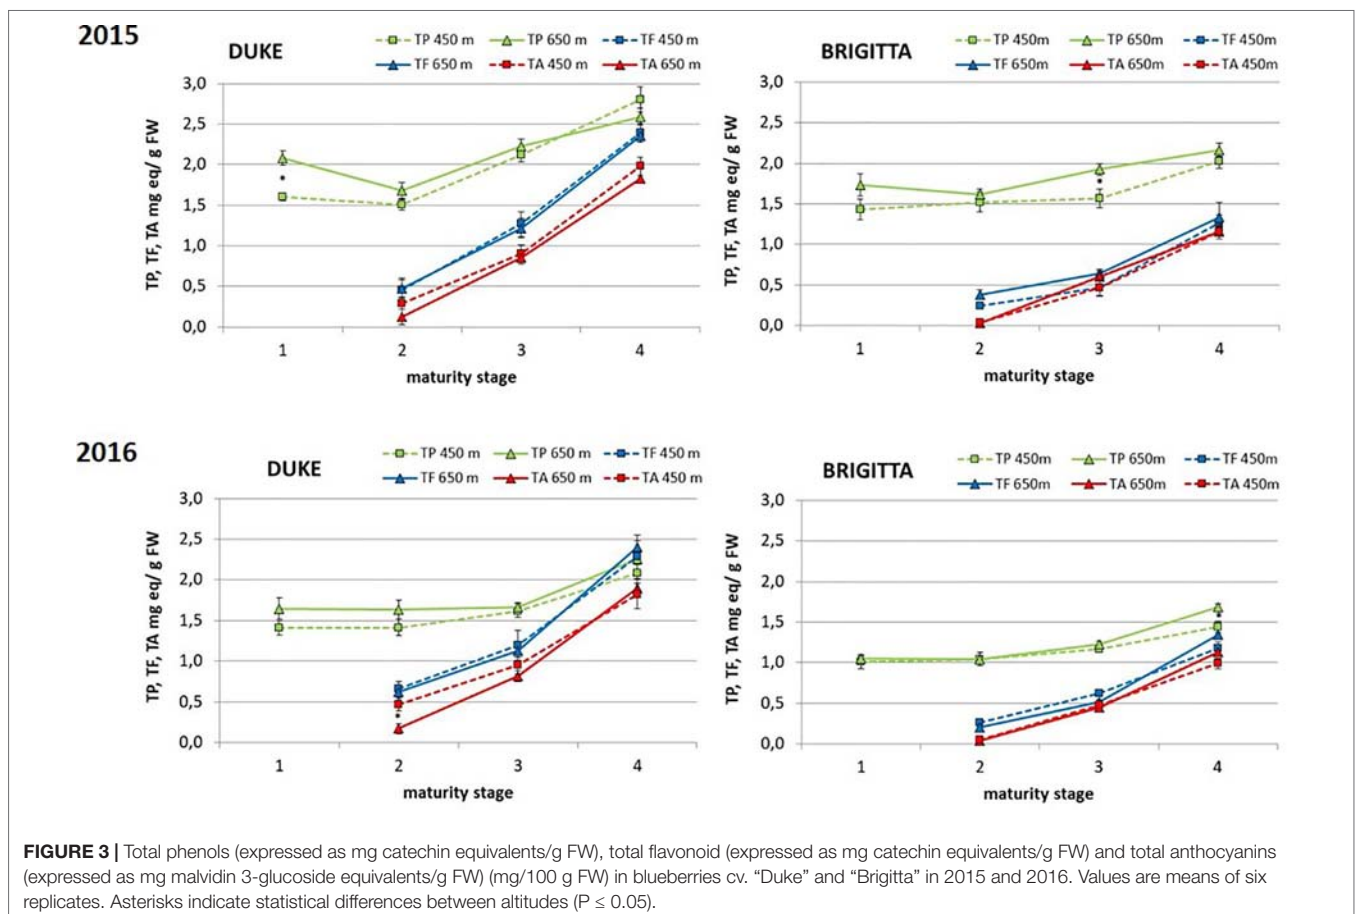 2015
DUKE
TP 450 m TP 650 m TF 450 m
TF 650 m TA 450 m TA 650 m
TP, TF, TA mg eq/ g FW
3,0
2,5
2,0
1,5
1,0
0,5
0,0
1 2 3 4
maturity stage
BRIGITTA
TP 450m TP 650m TF 450m
TF 650m TA 650m TA 450m
TP, TF, TA mg eq/ g FW
3,0
2,5
2,0
1,5
1,0
0,5
0,0
1 2 3 4
maturity stage
2016
DUKE
TP 450 m TP 650 m TF 450 m
TF 650 m TA 650 m TA 450 m
TP, TF, TA mg eq/ g FW
3,0
2,5
2,0
1,5
1,0
0,5
0,0
1 2 3 4
maturity stage
BRIGITTA
TP 450m TP 650m TF 450m
TF 650m TA 650m TA 450m
TP, TF, TA mg eq/ g FW
3,0
2,5
2,0
1,5
1,0
0,5
0,0
1 2 3 4
maturity stage
FIGURE 3 | Total phenols (expressed as mg catechin equivalents/g FW), total flavonoid (expressed as mg catechin equivalents/g FW) and total anthocyanins
(expressed as mg malvidin 3-glucoside equivalents/g FW) (mg/100 g FW) in blueberries cv. “Duke” and “Brigitta” in 2015 and 2016. Values are means of six
replicates. Asterisks indicate statistical differences between altitudes (P ≤ 0.05).